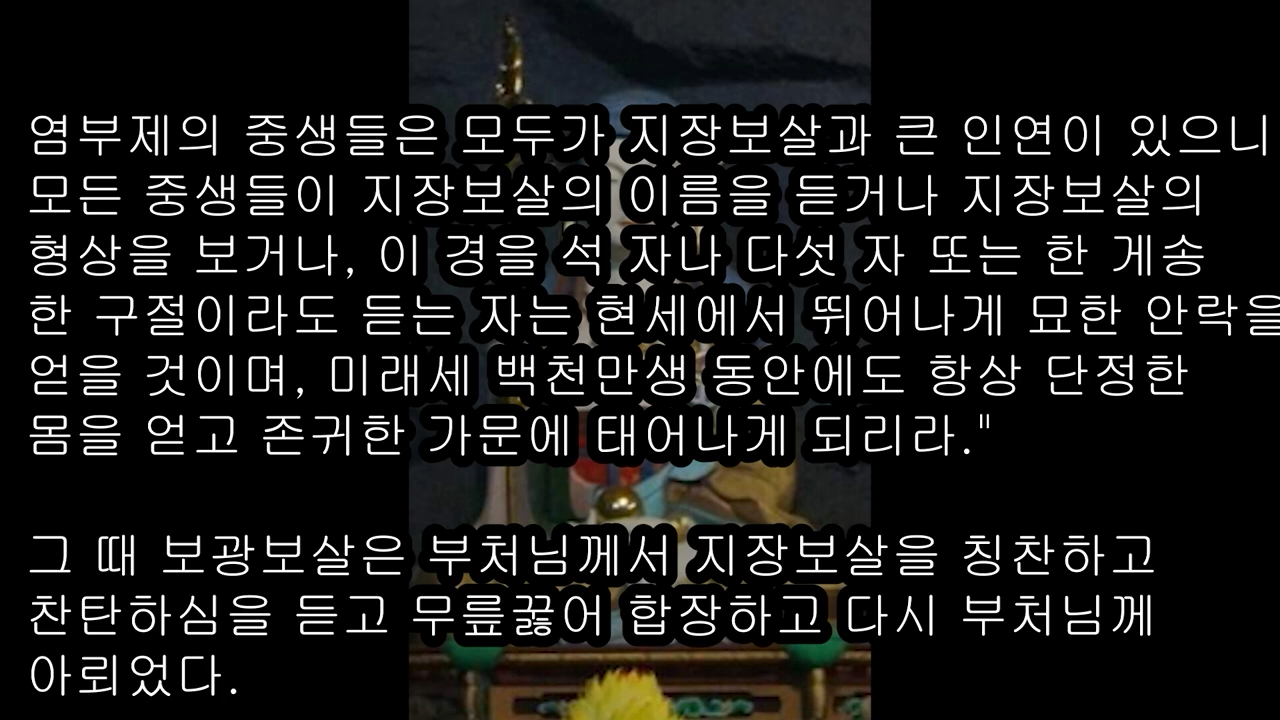 염부제의 중생들은 모두가 지장보살과 큰 인연이 있으니
모든 중생들이 지장보살의 이름을 듣거나 지장보살의
형상을 보거나, 이 경을 석 자나 다섯 자 또는 한 게송
한 구절이라도 듣는 자는 현세에서 뛰어나게 묘한 안락을
얻을 것이며, 미래세 백천만생 동안에도 항상 단정한
몸을 얻고 존귀한 가문에 태어나게 되리라."
그 때 보광보살은 부처님께서 지장보살을 칭찬하고
찬탄하심을 듣고 무릎꿇어 합장하고 다시 부처님께
아뢰었다.